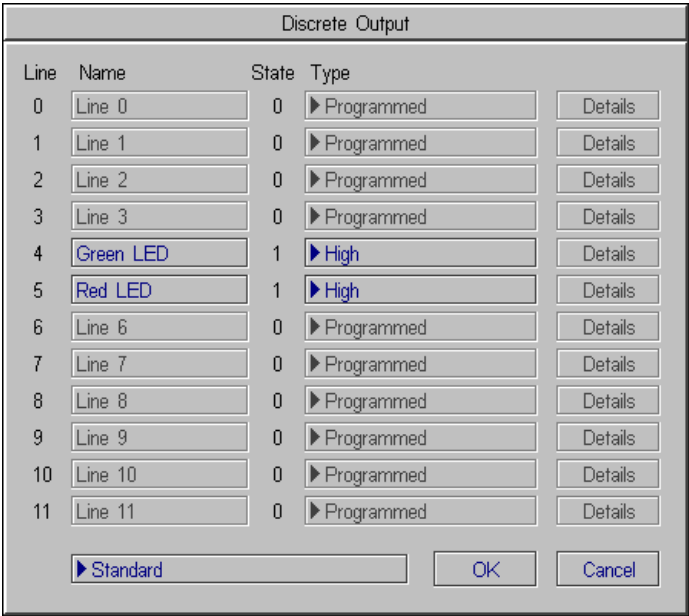 Discrete Output
Line Name State Type
0 Line 0 0 Programmed Details
1 Line 1 0 Programmed Details
2 Line 2 0 Programmed Details
3 Line 3 0 Programmed Details
4 Green LED 1 High Details
5 Red LED 1 High Details
6 Line 6 0 Programmed Details
7 Line 7 0 Programmed Details
8 Line 8 0 Programmed Details
9 Line 9 0 Programmed Details
10 Line 10 0 Programmed Details
11 Line 11 0 Programmed Details
Standard OK Cancel